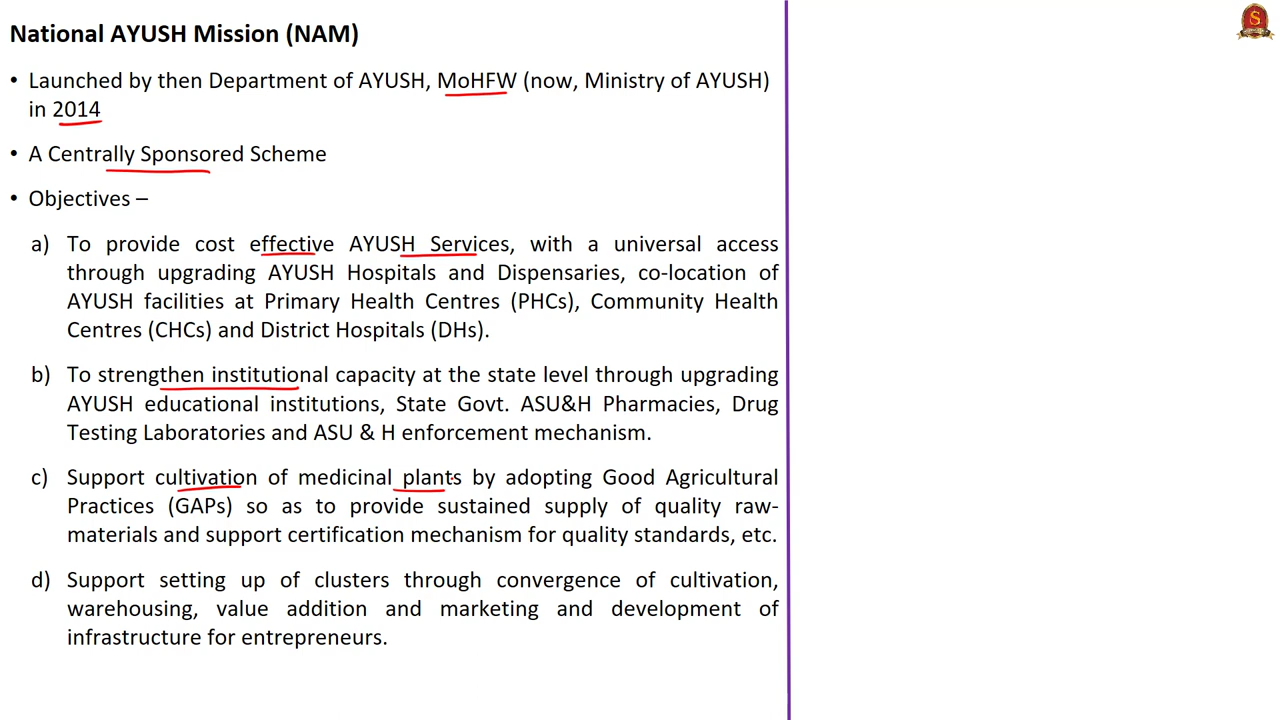 National AYUSH Mission (NAM)
• Launched by then Department of AYUSH, MoHFW (now, Ministry of AYUSH)
in 2014
• A Centrally Sponsored Scheme
• Objectives –
a) To provide cost effective AYUSH Services, with a universal access
through upgrading AYUSH Hospitals and Dispensaries, co-location of
AYUSH facilities at Primary Health Centres (PHCs), Community Health
Centres (CHCs) and District Hospitals (DHs).
b) To strengthen institutional capacity at the state level through upgrading
AYUSH educational institutions, State Govt. ASU&H Pharmacies, Drug
Testing Laboratories and ASU & H enforcement mechanism.
c) Support cultivation of medicinal plants by adopting Good Agricultural
Practices (GAPs) so as to provide sustained supply of quality raw-
materials and support certification mechanism for quality standards, etc.
d) Support setting up of clusters through convergence of cultivation,
warehousing, value addition and marketing and development of
infrastructure for entrepreneurs.
S